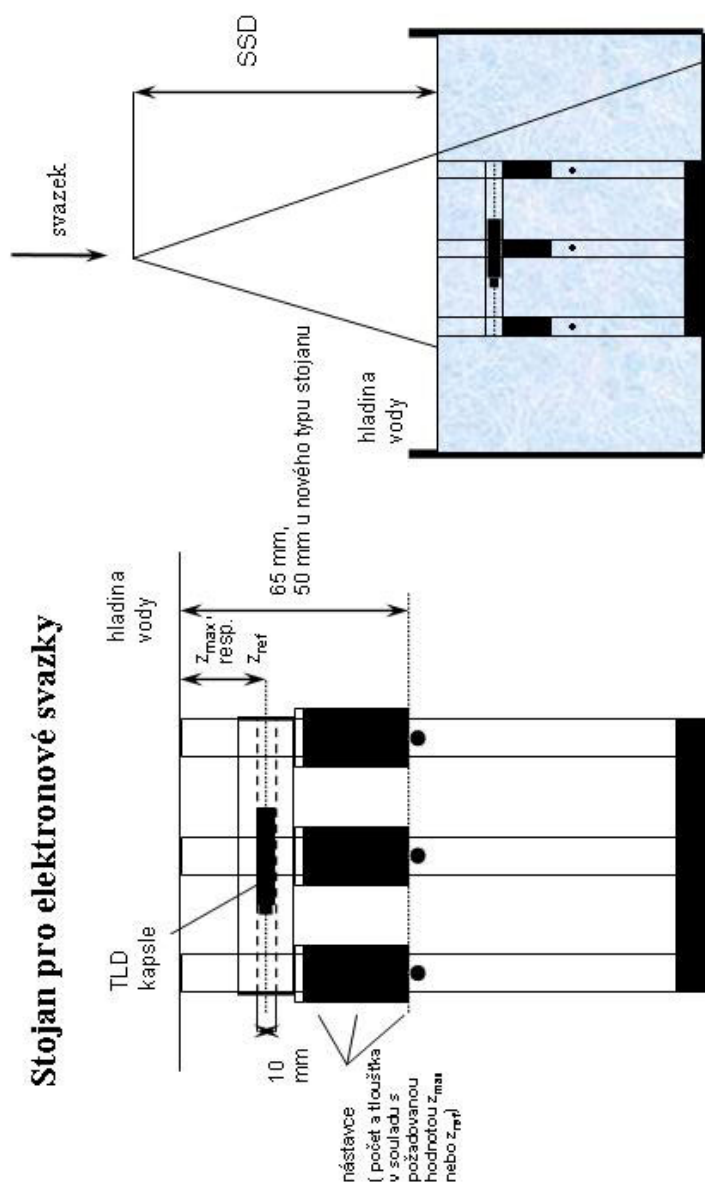 Stojan pro elektronové svazky
TLD
kapsle
hladina
vody
z_max,
resp.
z_ref
65 mm,
50 mm u nového typu stojanu
10
mm
nástavce
( počet a tloušťka
v souladu s
požadovanou
hodnotou z_max
nebo z_ref)
svazek
SSD
hladina
vody